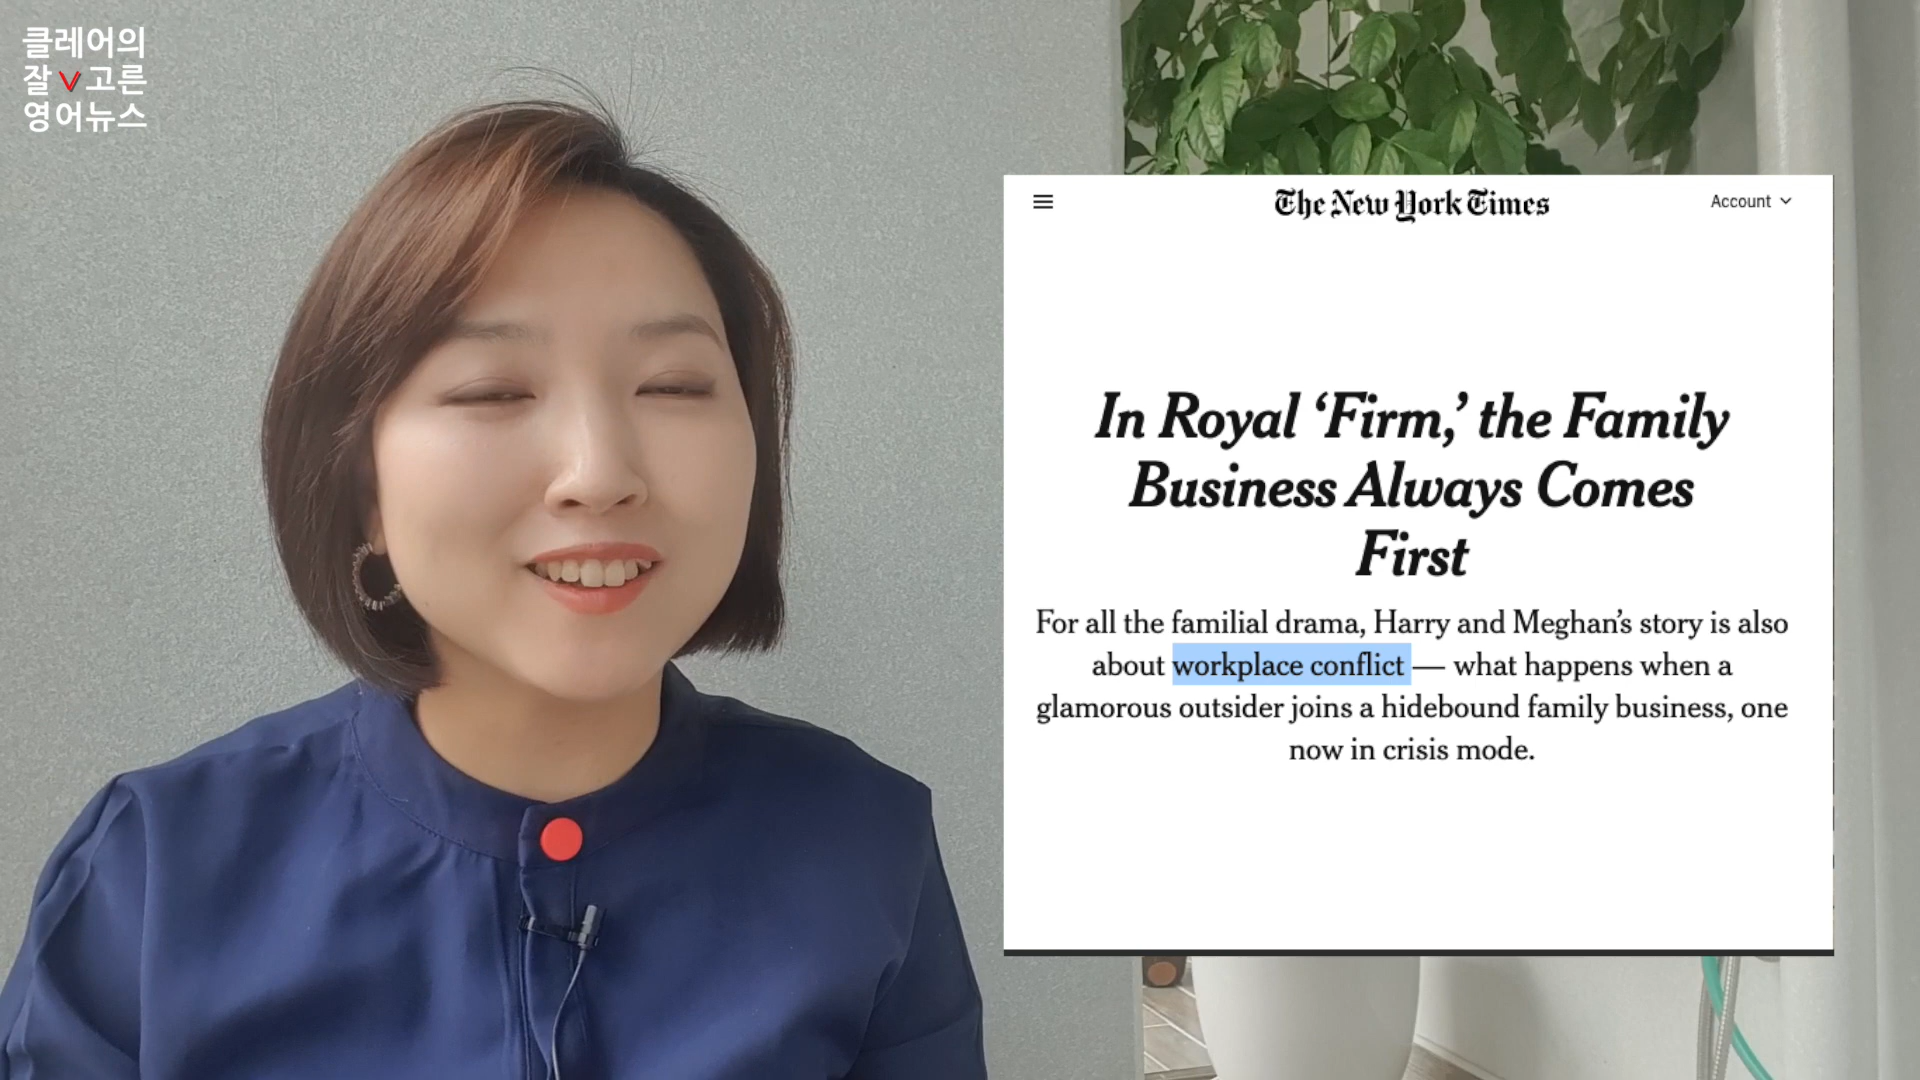 클레어의
잘 V 고른
영어뉴스
The New York Times
Account
In Royal ‘Firm,’ the Family
Business Always Comes
First
For all the familial drama, Harry and Meghan’s story is also
about workplace conflict — what happens when a
glamorous outsider joins a hidebound family business, one
now in crisis mode.